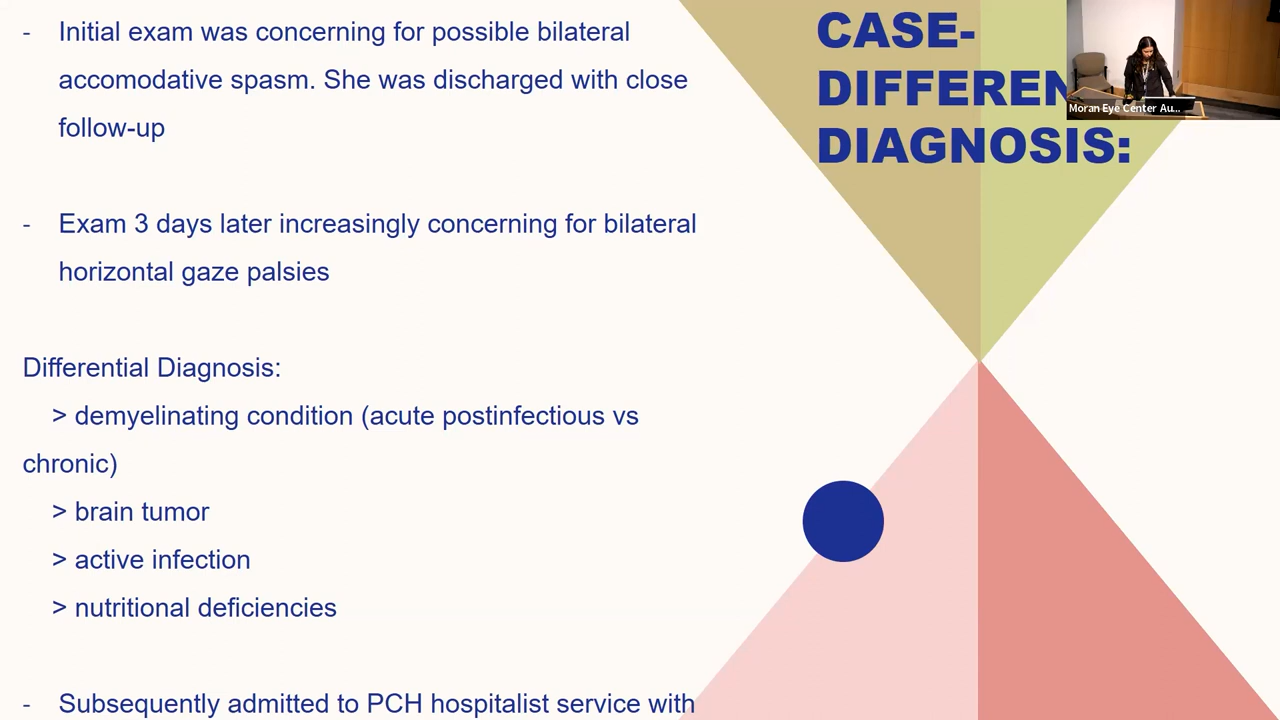 - Initial exam was concerning for possible bilateral
accomodative spasm. She was discharged with close
follow-up
- Exam 3 days later increasingly concerning for bilateral
horizontal gaze palsies
Differential Diagnosis:
> demyelinating condition (acute postinfectious vs
chronic)
> brain tumor
> active infection
> nutritional deficiencies
- Subsequently admitted to PCH hospitalist service with
CASE-
DIFFEREN
DIAGNOSIS:
Moran Eye Center Au...